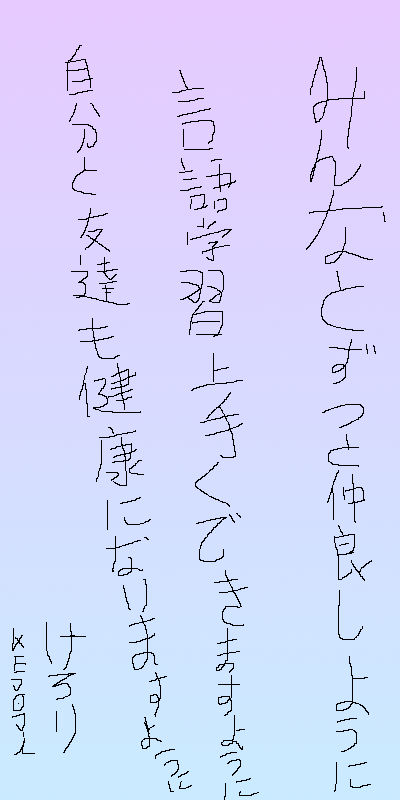 みんなとずっと仲良しように
言語学習上手くできますように
自分と友達も健康になりますように
けろり